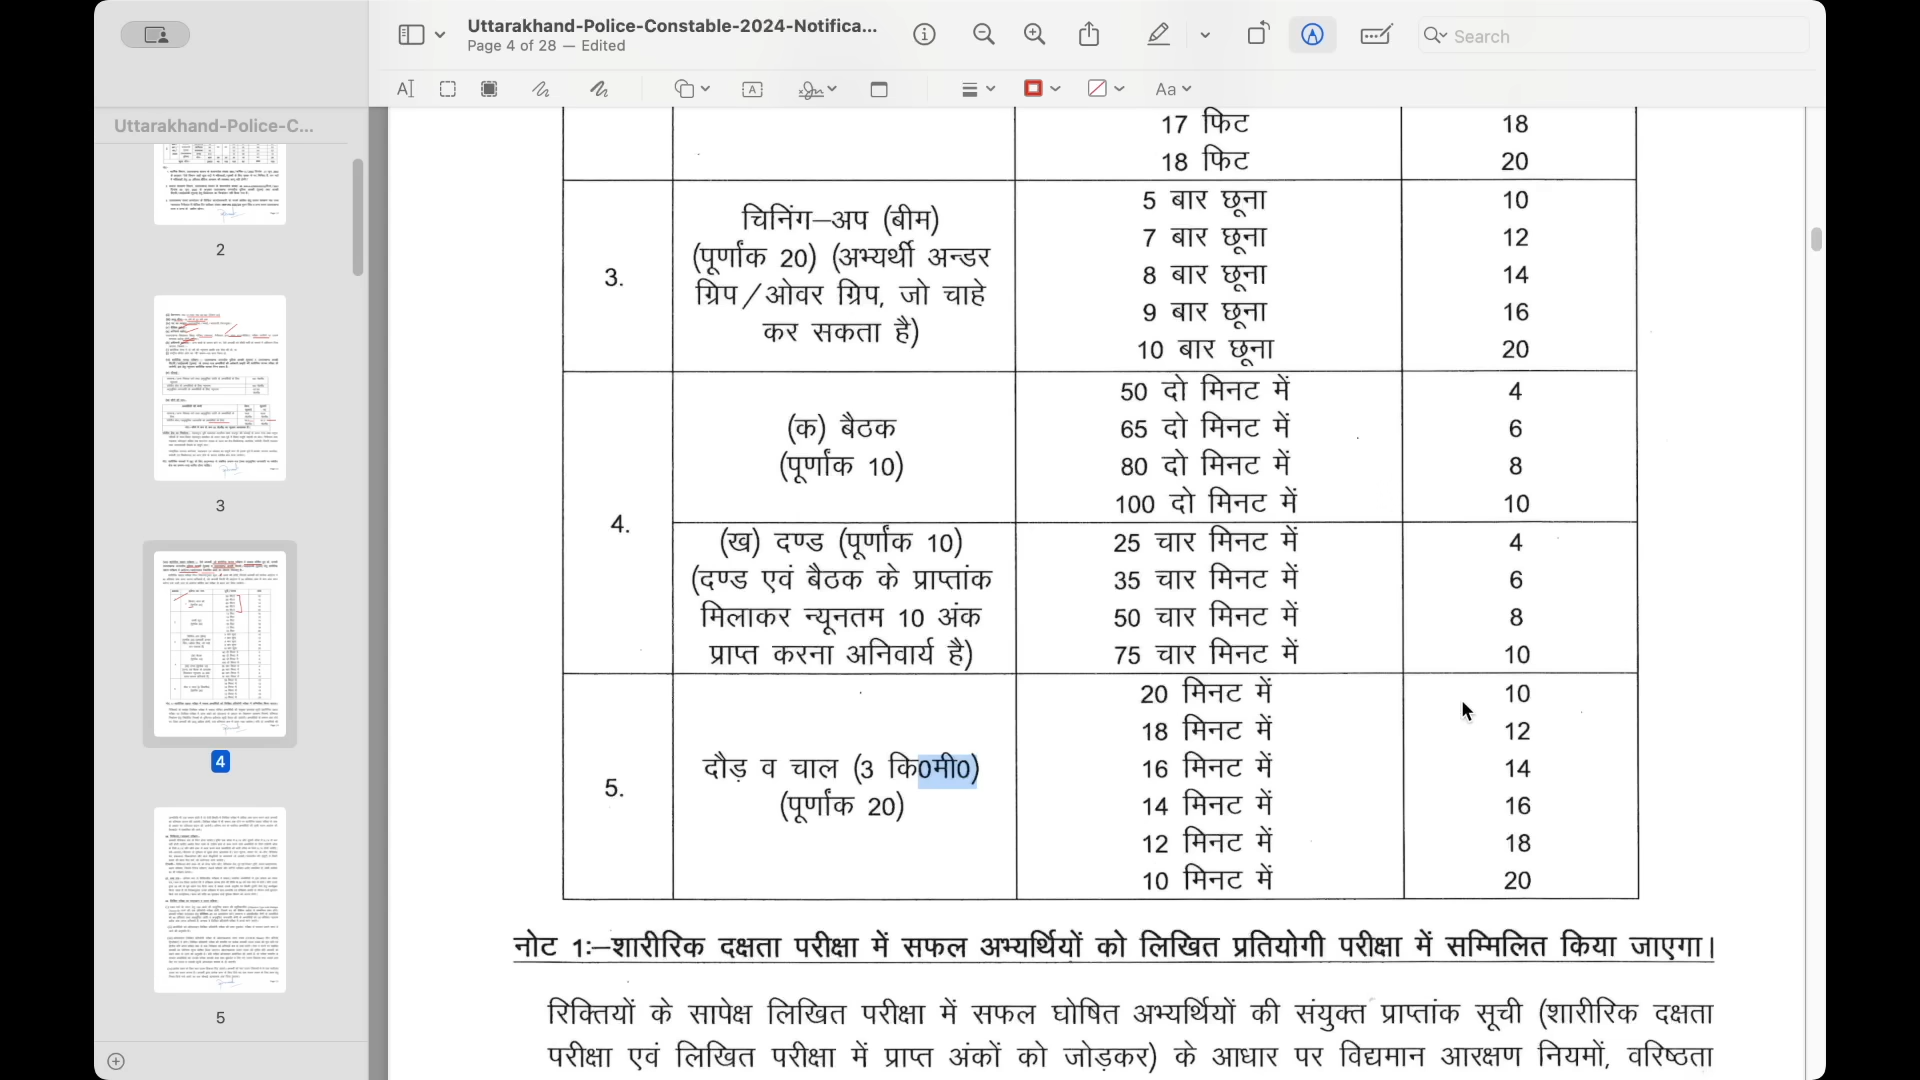 Uttarakhand-Police-Constable-2024-Notifica...
Page 4 of 28 — Edited
Search
Aa
Uttarakhand-Police-C...
2
3
4
5
17 फिट 18
18 फिट 20
3. चिनिंग–अप (बीम) (पूर्णांक 20) (अभ्यर्थी अन्डर ग्रिप/ओवर ग्रिप, जो चाहे कर सकता है)
5 बार छूना 10
7 बार छूना 12
8 बार छूना 14
9 बार छूना 16
10 बार छूना 20
4. (क) बैठक (पूर्णांक 10)
50 दो मिनट में 4
65 दो मिनट में 6
80 दो मिनट में 8
100 दो मिनट में 10
(ख) दण्ड (पूर्णांक 10) (दण्ड एवं बैठक के प्राप्तांक मिलाकर न्यूनतम 10 अंक प्राप्त करना अनिवार्य है)
25 चार मिनट में 4
35 चार मिनट में 6
50 चार मिनट में 8
75 चार मिनट में 10
5. दौड़ व चाल (3 कि0मी0) (पूर्णांक 20)
20 मिनट में 10
18 मिनट में 12
16 मिनट में 14
14 मिनट में 16
12 मिनट में 18
10 मिनट में 20
नोट 1:–शारीरिक दक्षता परीक्षा में सफल अभ्यर्थियों को लिखित प्रतियोगी परीक्षा में सम्मिलित किया जाएगा।
रिक्तियों के सापेक्ष लिखित परीक्षा में सफल घोषित अभ्यर्थियों की संयुक्त प्राप्तांक सूची (शारीरिक दक्षता
परीक्षा एवं लिखित परीक्षा में प्राप्त अंकों को जोड़कर) के आधार पर विद्यमान आरक्षण नियमों, वरिष्ठता